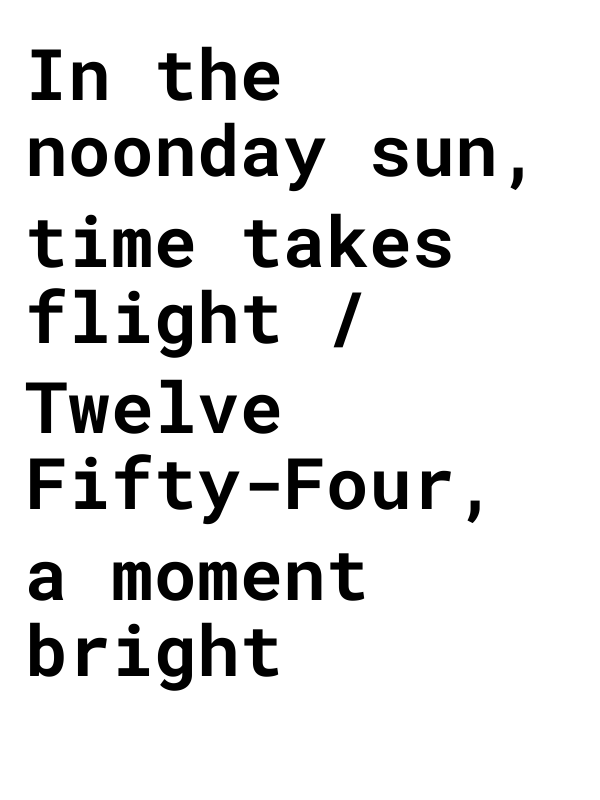 In the
noonday sun,
time takes
flight /
Twelve
Fifty-Four,
a moment
bright